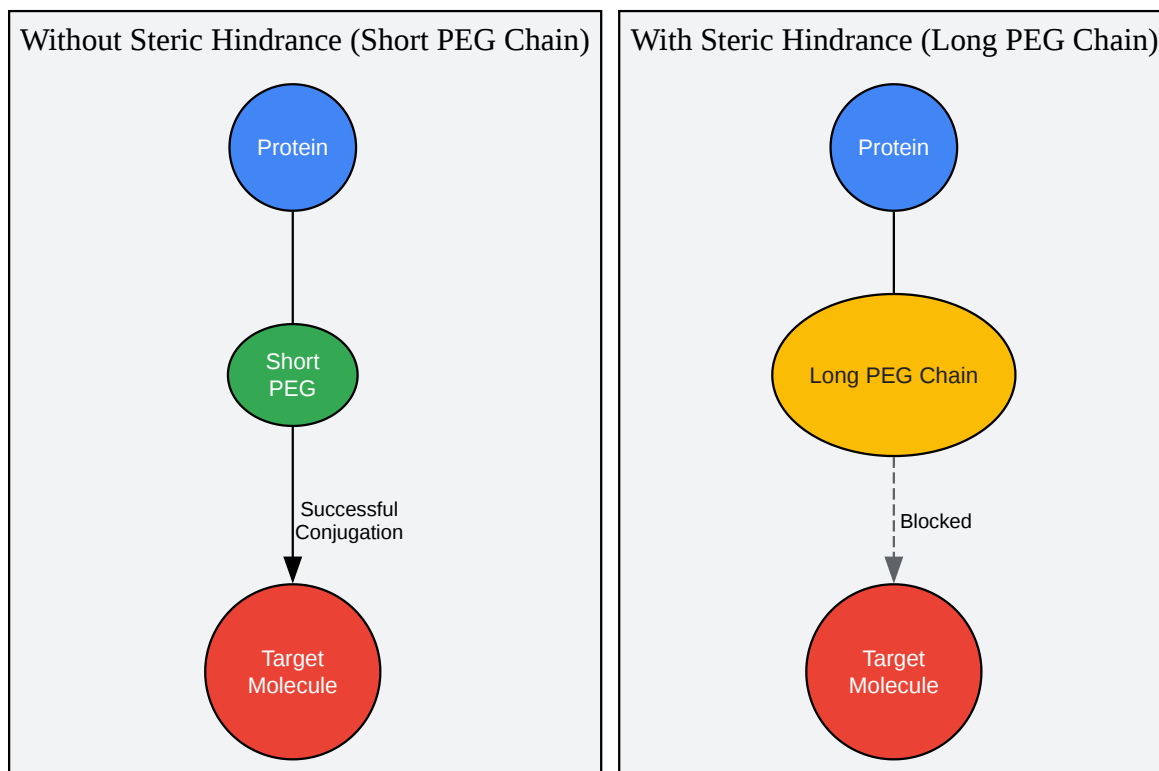 Without Steric Hindrance (Short PEG Chain)
Protein
Short
PEG
Successful
Conjugation
Target
Molecule
With Steric Hindrance (Long PEG Chain)
Protein
Long PEG Chain
Blocked
Target
Molecule